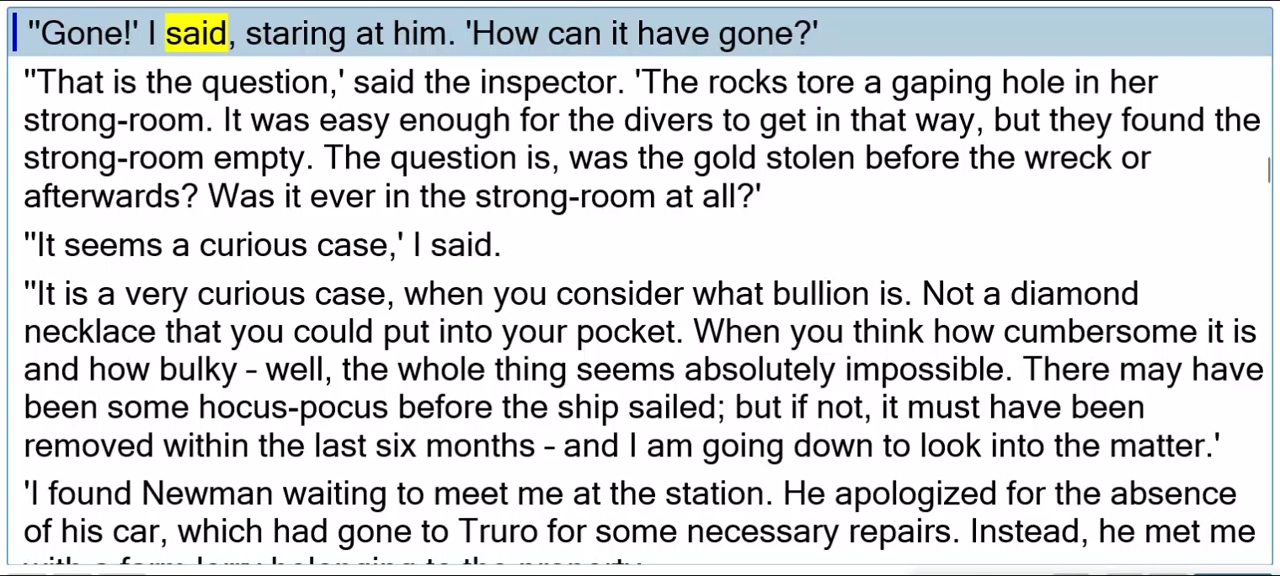 "Gone!' I said, staring at him. 'How can it have gone?'
"That is the question,' said the inspector. 'The rocks tore a gaping hole in her
strong-room. It was easy enough for the divers to get in that way, but they found the
strong-room empty. The question is, was the gold stolen before the wreck or
afterwards? Was it ever in the strong-room at all?'
"It seems a curious case,' I said.
"It is a very curious case, when you consider what bullion is. Not a diamond
necklace that you could put into your pocket. When you think how cumbersome it is
and how bulky - well, the whole thing seems absolutely impossible. There may have
been some hocus-pocus before the ship sailed; but if not, it must have been
removed within the last six months - and I am going down to look into the matter.'
'I found Newman waiting to meet me at the station. He apologized for the absence
of his car, which had gone to Truro for some necessary repairs. Instead, he met me
with a farm lorry belonging to the property.